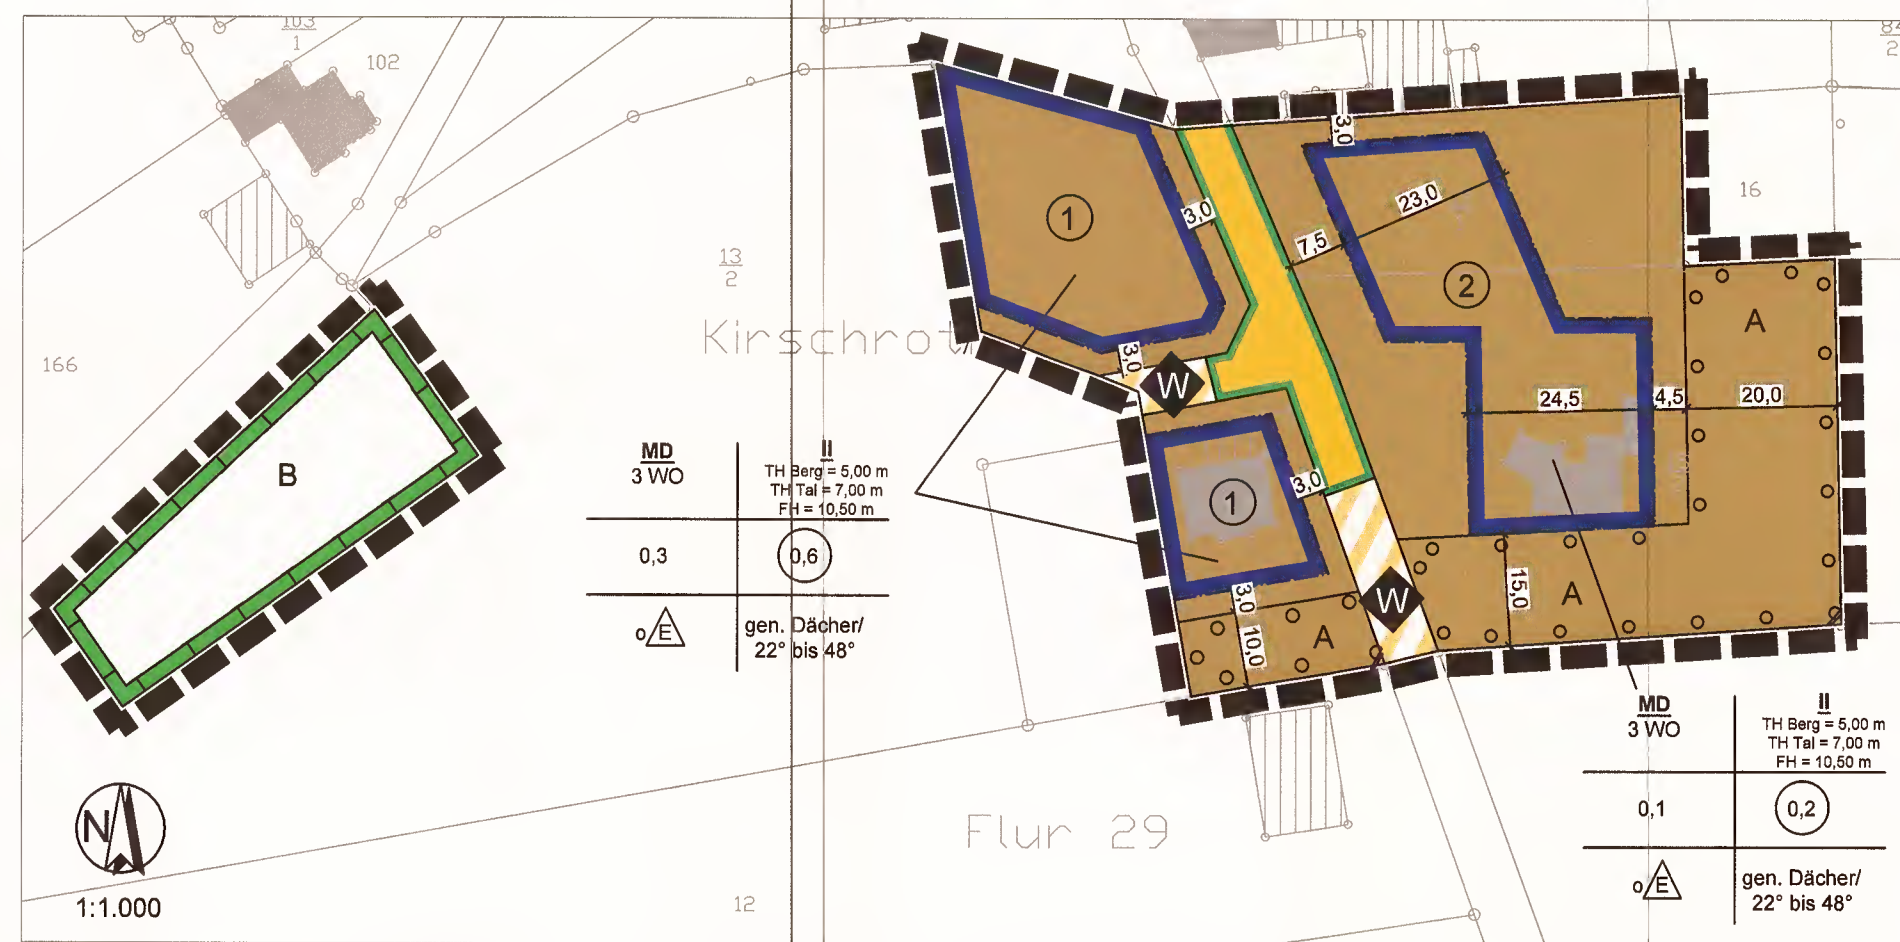 103
1
102
84
2
16
13
2
166
Kirschrot
1
3,0
3,0
23,0
7,5
2
A
24,5
4,5
20,0
3,0
W
B
1
3,0
W
3,0
10,0
A
15,0
A
MD
3 WO
II
TH Berg = 5,00 m
TH Tal = 7,00 m
FH = 10,50 m
0,3
0,6
o E
gen. Dächer/
22° bis 48°
MD
3 WO
II
TH Berg = 5,00 m
TH Tal = 7,00 m
FH = 10,50 m
0,1
0,2
o E
gen. Dächer/
22° bis 48°
Flur 29
12
N
1:1.000